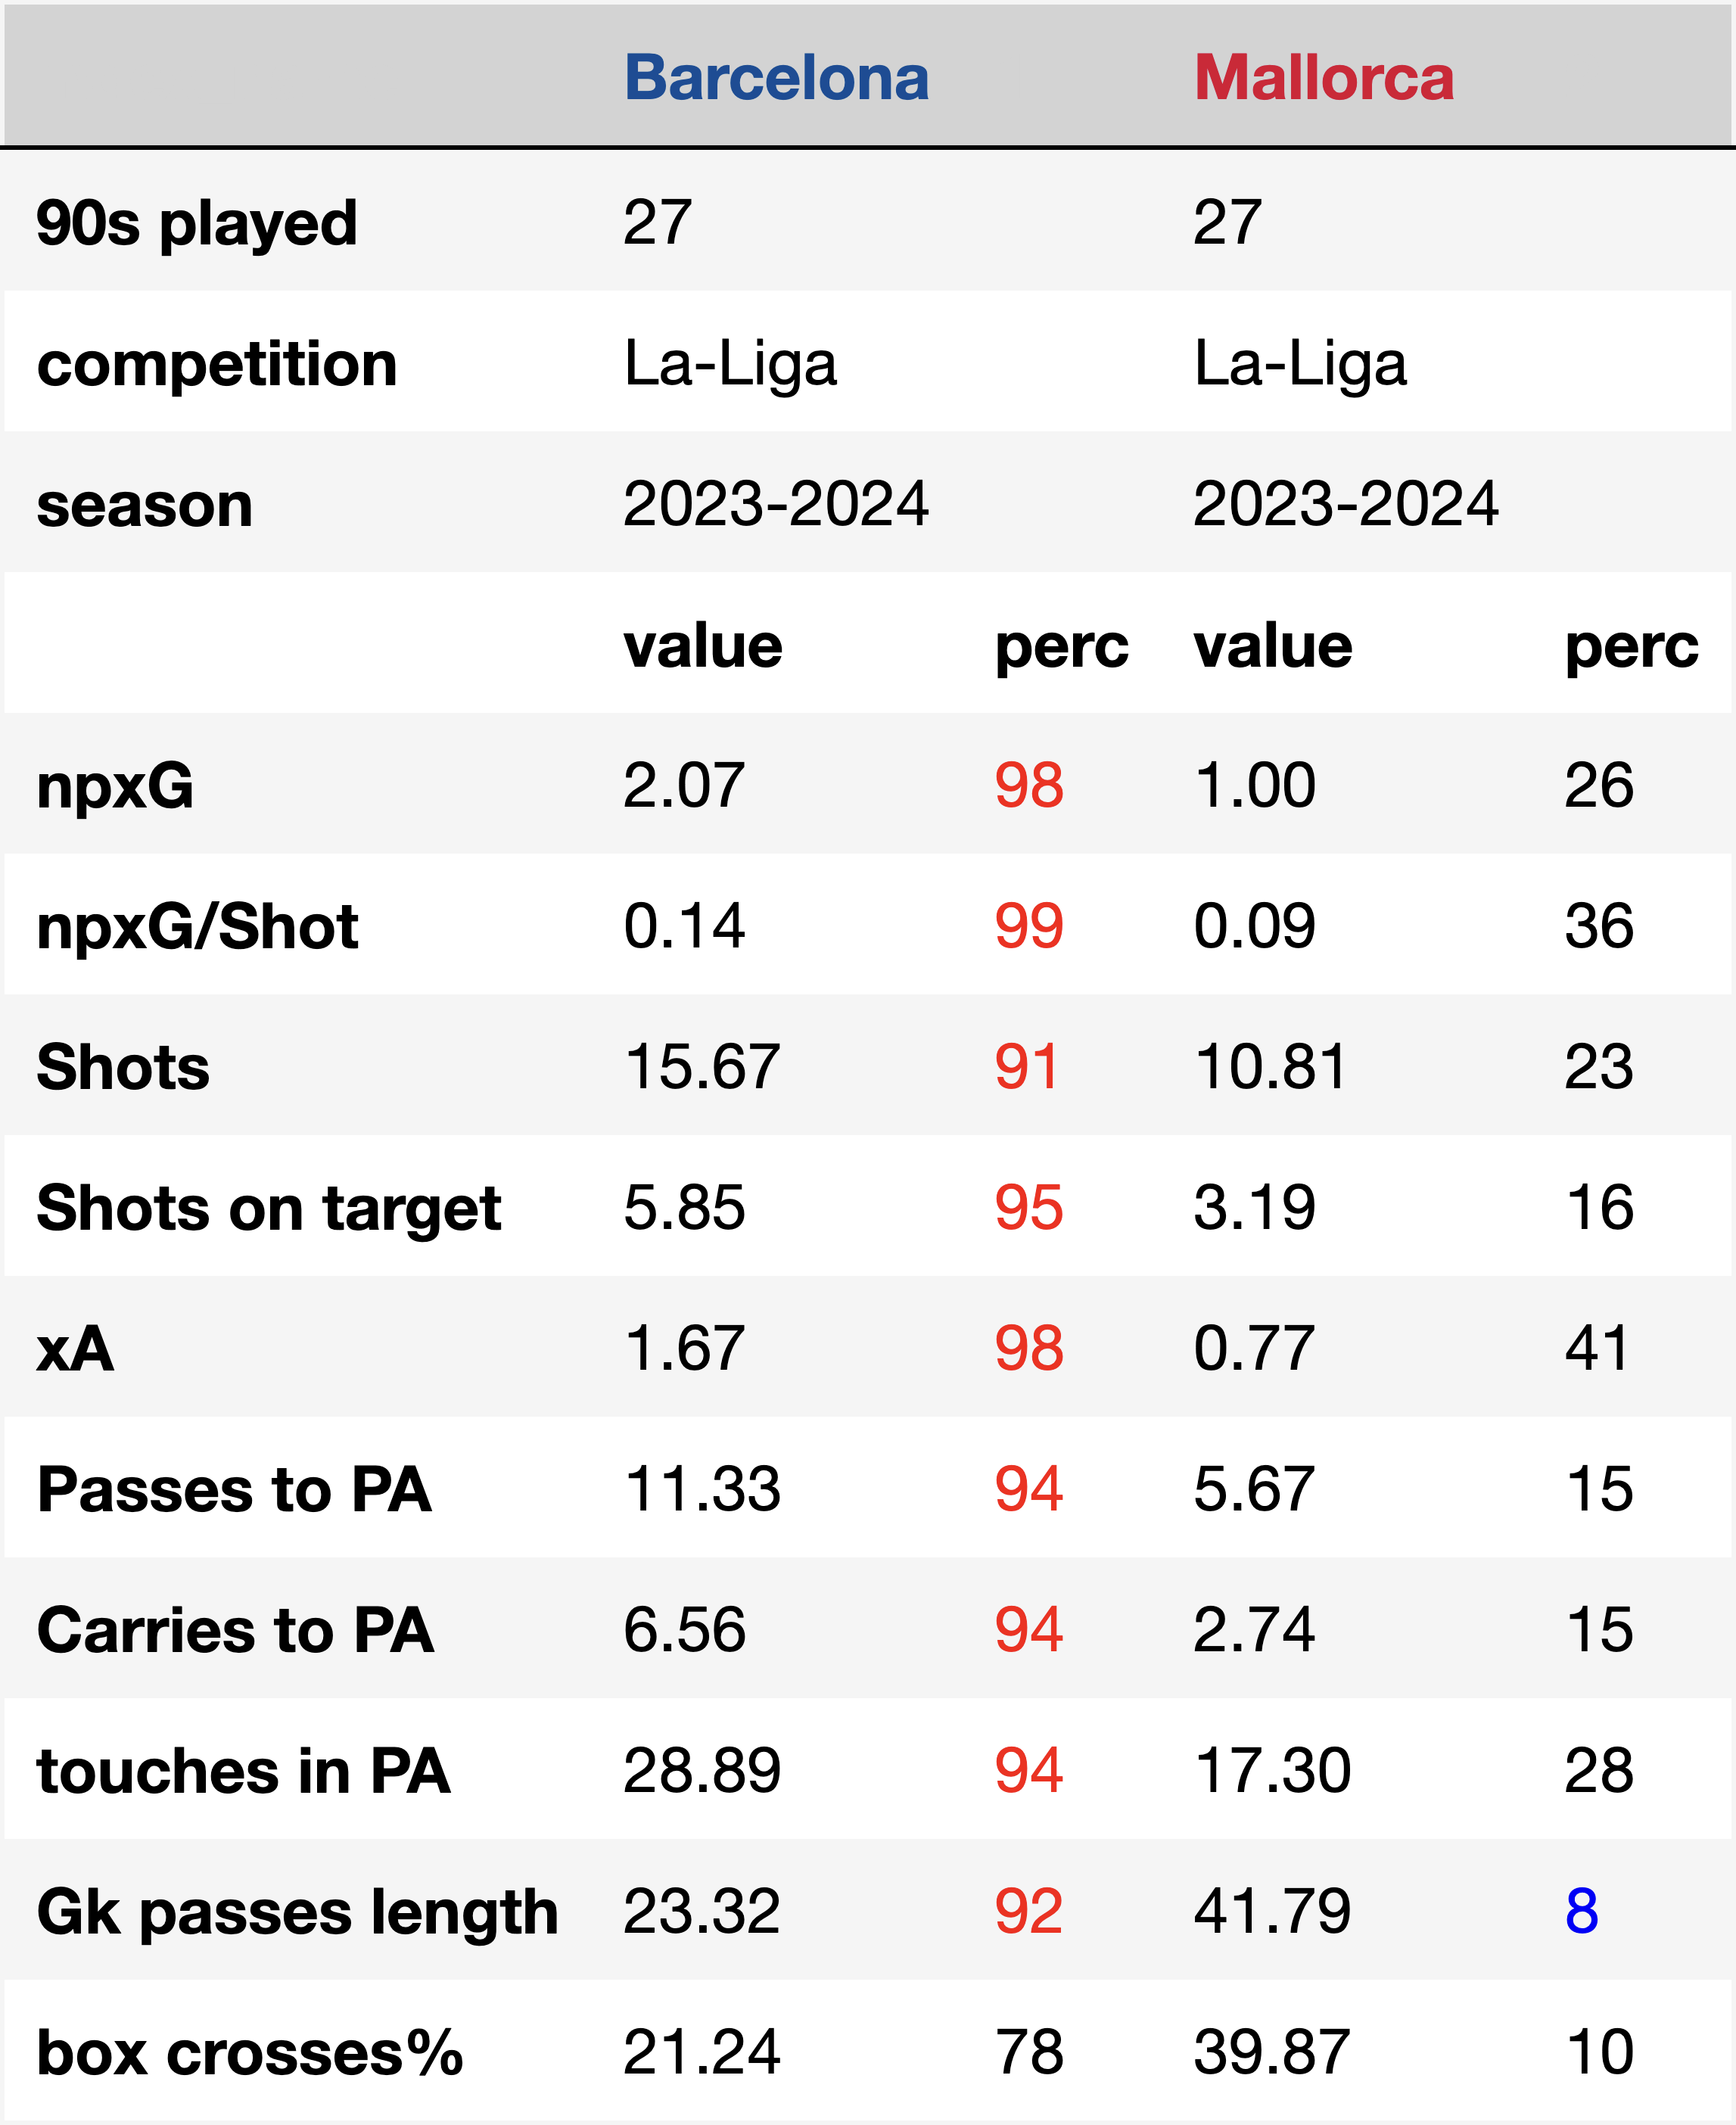 Barcelona Mallorca
90s played 27 27
competition La-Liga La-Liga
season 2023-2024 2023-2024
value perc value perc
npxG 2.07 98 1.00 26
npxG/Shot 0.14 99 0.09 36
Shots 15.67 91 10.81 23
Shots on target 5.85 95 3.19 16
xA 1.67 98 0.77 41
Passes to PA 11.33 94 5.67 15
Carries to PA 6.56 94 2.74 15
touches in PA 28.89 94 17.30 28
Gk passes length 23.32 92 41.79 8
box crosses% 21.24 78 39.87 10